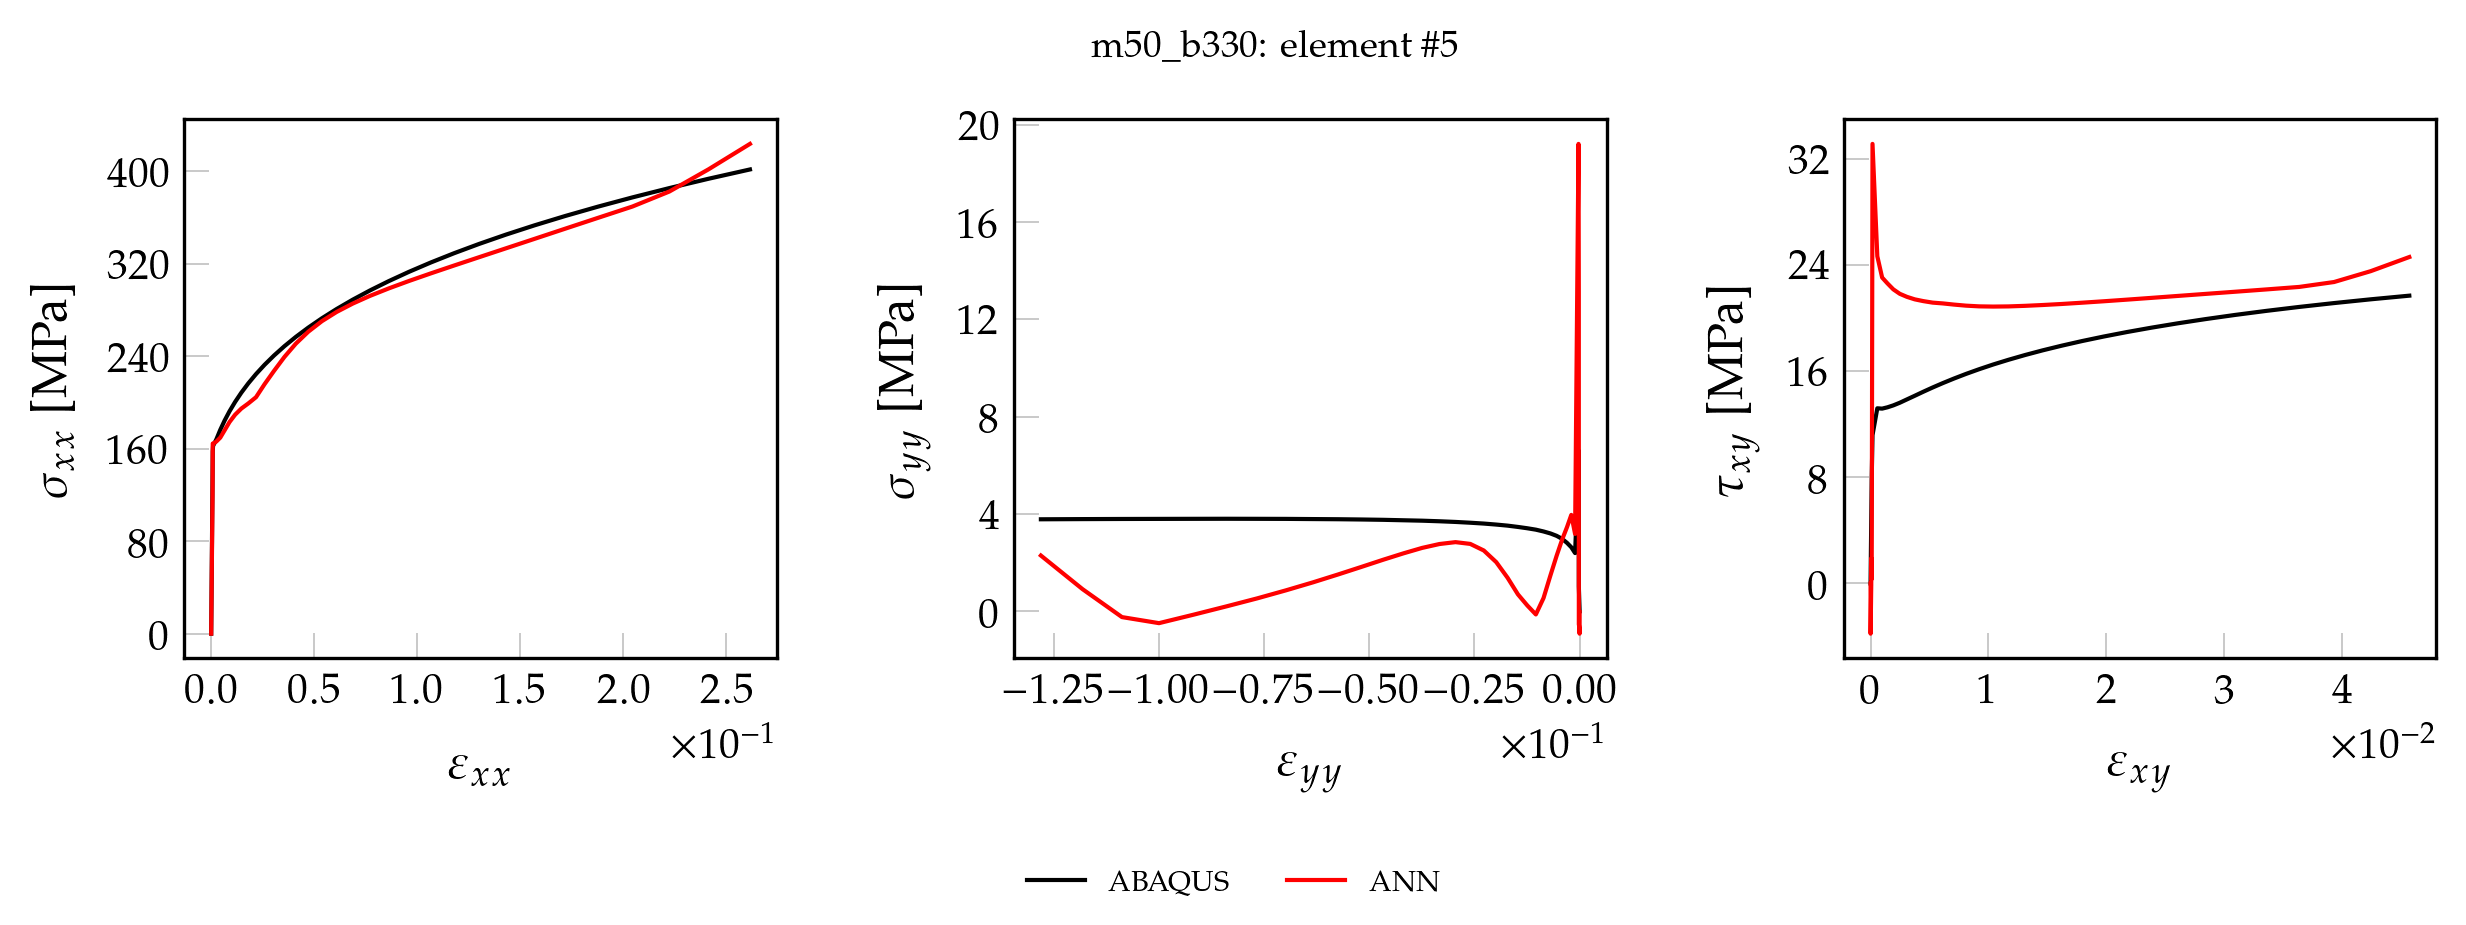 m50_b330: element #5
σxx [MPa]
400
320
240
160
80
0
0.0 0.5 1.0 1.5 2.0 2.5
×10−1
εxx
σyy [MPa]
20
16
12
8
4
0
−1.25 −1.00 −0.75 −0.50 −0.25 0.00
×10−1
εyy
τxy [MPa]
32
24
16
8
0
0 1 2 3 4
×10−2
εxy
ABAQUS ANN